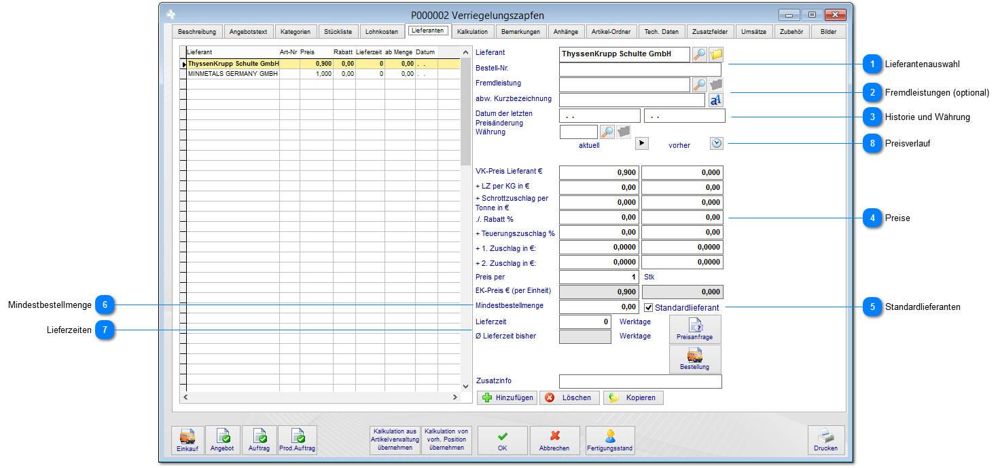 P000002 Verriegelungszapfen
Beschreibung Angebotstext Kategorien Stückliste Lohnkosten Lieferanten Kalkulation Bemerkungen Anhänge Artikel-Ordner Tech. Daten Zusatzfelder Umsätze Zubehör Bilder
Lieferant Art-Nr Preis Rabatt Lieferzeit ab Menge Datum
ThyssenKrupp Schulte GmbH 0,900 0,00 0 0,00 . .
MINMETALS GERMANY GMBH 1,000 0,00 0 0,00 . .
Lieferant ThyssenKrupp Schulte GmbH
Bestell-Nr.
Fremdleistung
abw. Kurzbezeichnung aA
Datum der letzten . . . .
Preisänderung
Währung
aktuell vorher
VK-Preis Lieferant € 0,900 0,000
+ LZ per KG in € 0,00 0,00
+ Schrottzuschlag per
Tonne in € 0,000 0,000
./. Rabatt % 0,00 0,00
+ Teuerungszuschlag % 0,00 0,00
+ 1. Zuschlag in €: 0,0000 0,0000
+ 2. Zuschlag in €: 0,0000 0,0000
Preis per 1 Stk
EK-Preis € (per Einheit) 0,900 0,000
Mindestbestellmenge 0,00 Standardlieferant
Lieferzeit 0 Werktage
Ø Lieferzeit bisher Werktage
Preisanfrage
Bestellung
Zusatzinfo
Hinzufügen Löschen Kopieren
Einkauf Angebot Auftrag Prod.Auftrag
Kalkulation aus
Artikelverwaltung
übernehmen
Kalkulation von
vorh. Position
übernehmen
OK Abbrechen Fertigungsstand Drucken
1 Lieferantenauswahl
2 Fremdleistungen (optional)
3 Historie und Währung
8 Preisverlauf
4 Preise
5 Standardlieferanten
Mindestbestellmenge 6
Lieferzeiten 7